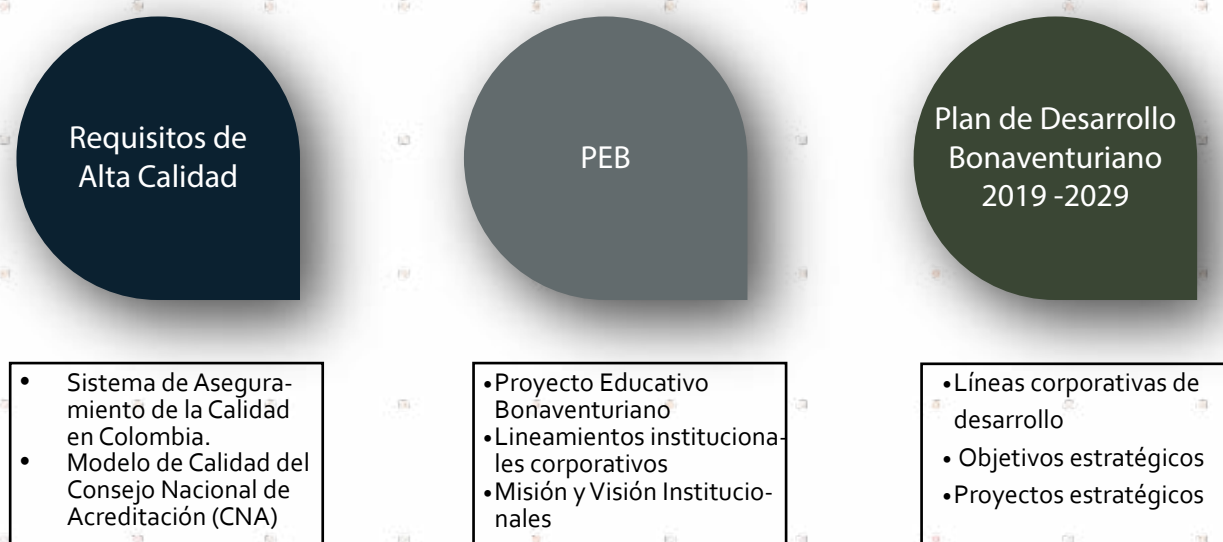 Requisitos de
Alta Calidad
PEB
Plan de Desarrollo
Bonaventuriano
2019 -2029
• Sistema de Asegura-
miento de la Calidad
en Colombia.
• Modelo de Calidad del
Consejo Nacional de
Acreditación (CNA)
•Proyecto Educativo
Bonaventuriano
•Lineamientos instituciona-
les corporativos
•Misión y Visión Institucio-
nales
•Líneas corporativas de
desarrollo
• Objetivos estratégicos
•Proyectos estratégicos